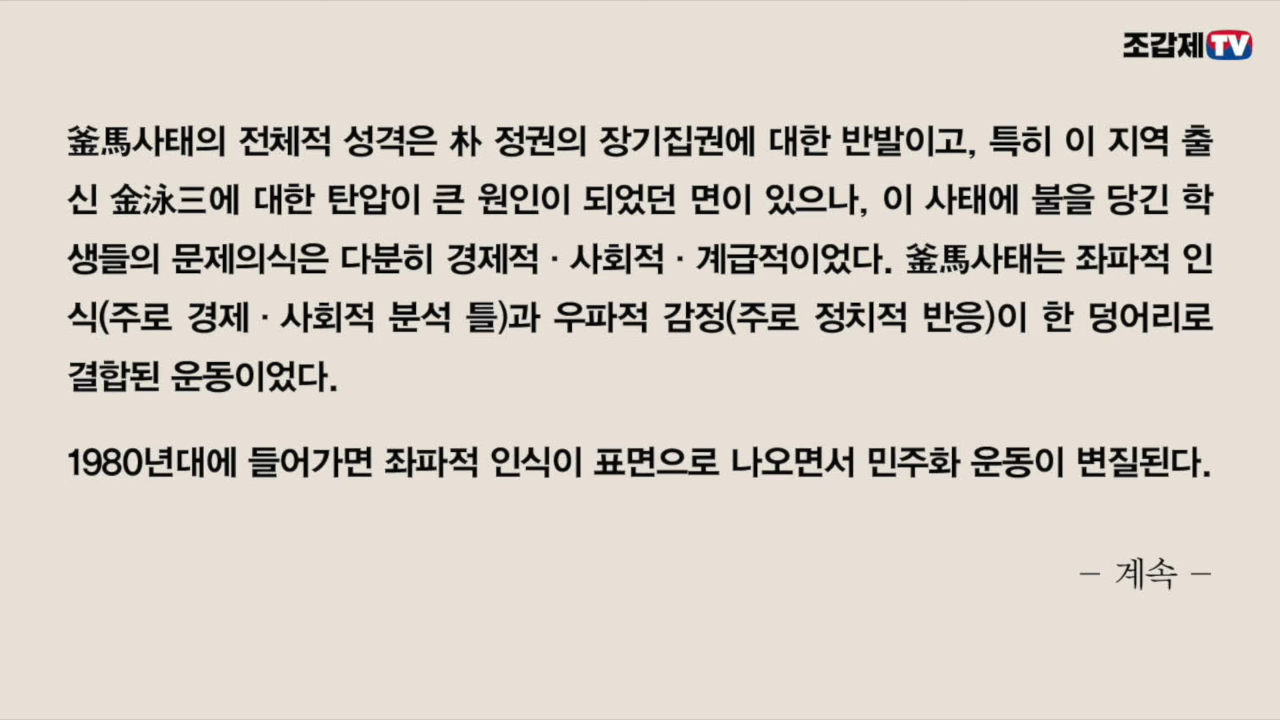 조갑제TV
釜馬사태의 전체적 성격은 朴 정권의 장기집권에 대한 반발이고, 특히 이 지역 출
신 金泳三에 대한 탄압이 큰 원인이 되었던 면이 있으나, 이 사태에 불을 당긴 학
생들의 문제의식은 다분히 경제적 · 사회적 · 계급적이었다. 釜馬사태는 좌파적 인
식(주로 경제 · 사회적 분석 틀)과 우파적 감정(주로 정치적 반응)이 한 덩어리로
결합된 운동이었다.
1980년대에 들어가면 좌파적 인식이 표면으로 나오면서 민주화 운동이 변질된다.
– 계속 –